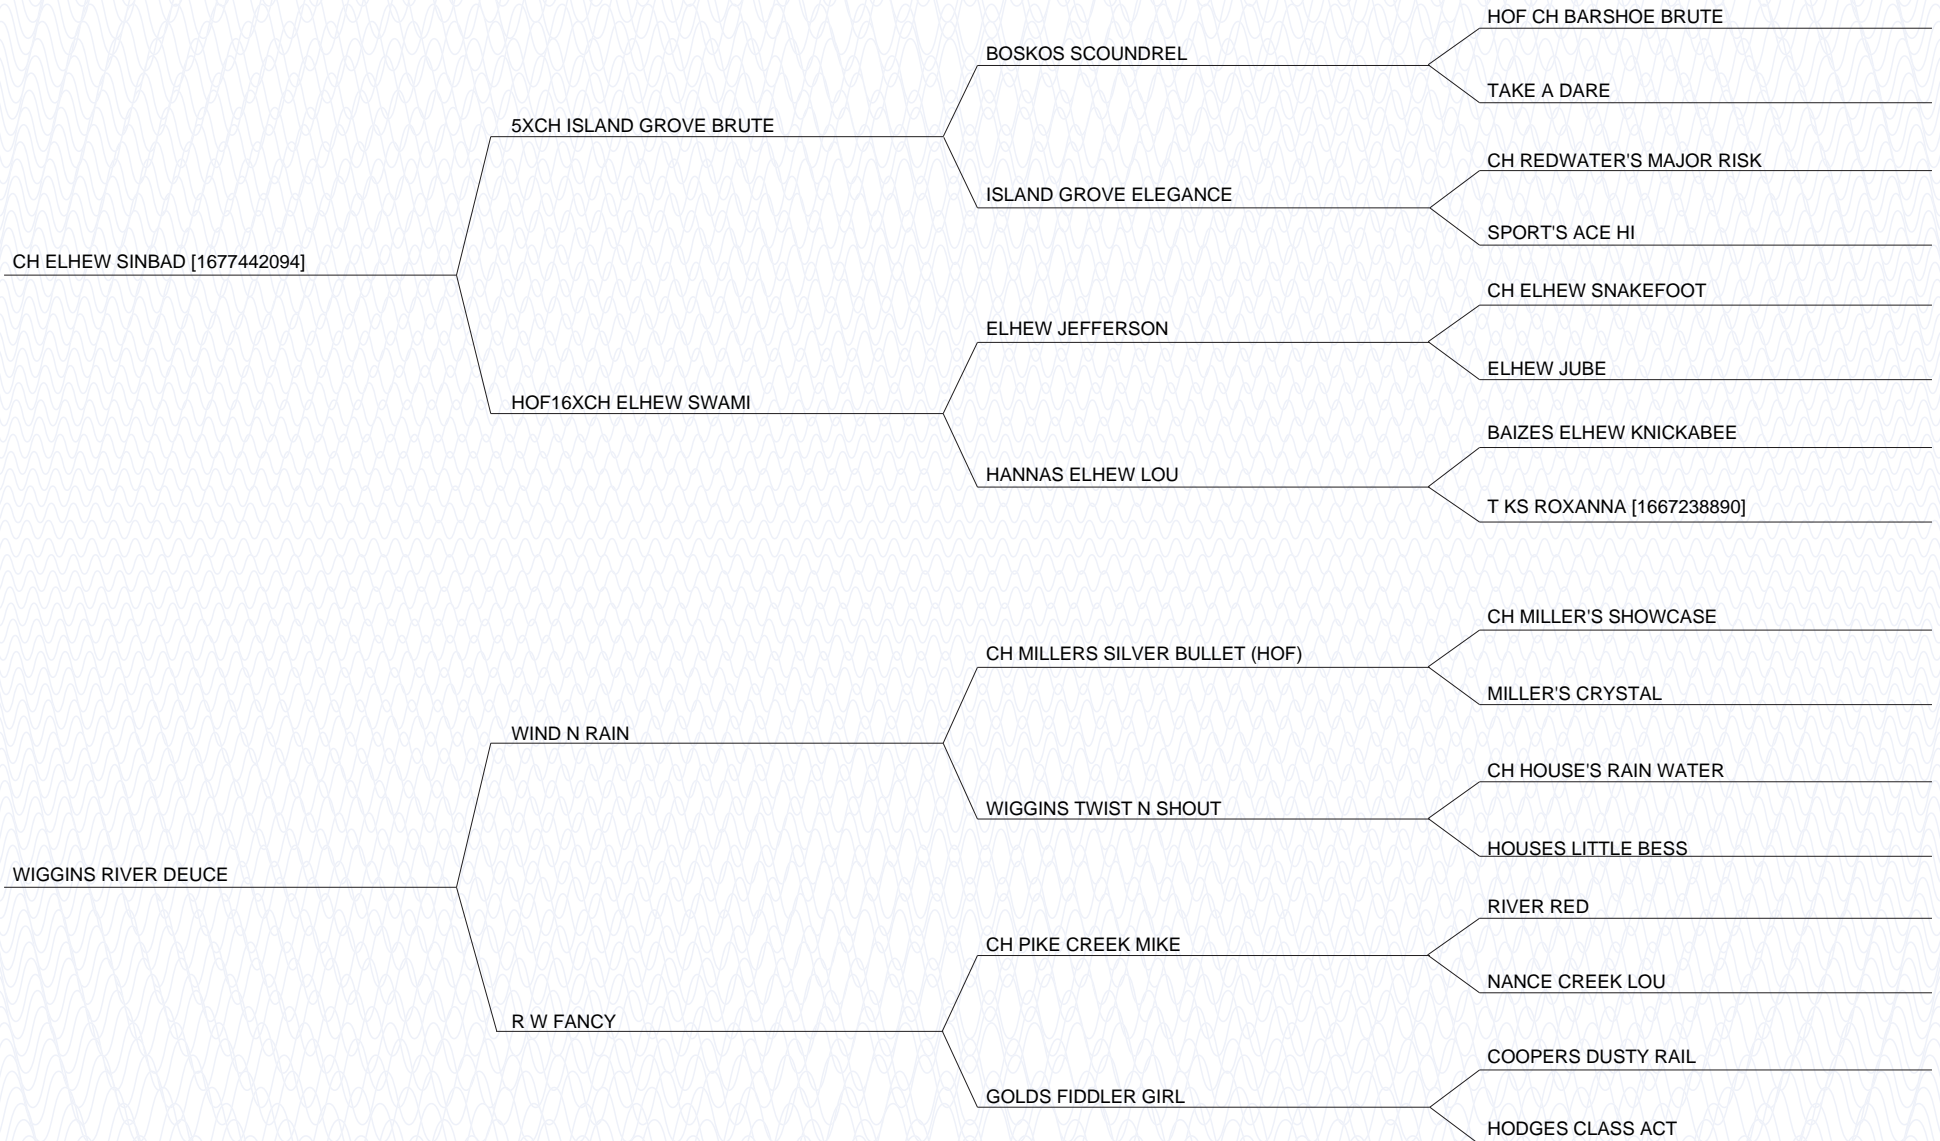 HOF CH BARSHOE BRUTE
BOSKOS SCOUNDREL
TAKE A DARE
5XCH ISLAND GROVE BRUTE
CH REDWATER'S MAJOR RISK
ISLAND GROVE ELEGANCE
SPORT'S ACE HI
CH ELHEW SINBAD [1677442094]
CH ELHEW SNAKEFOOT
ELHEW JEFFERSON
ELHEW JUBE
HOF16XCH ELHEW SWAMI
BAIZES ELHEW KNICKABEE
HANNAS ELHEW LOU
T KS ROXANNA [1667238890]
CH MILLER'S SHOWCASE
CH MILLERS SILVER BULLET (HOF)
MILLER'S CRYSTAL
WIND N RAIN
CH HOUSE'S RAIN WATER
WIGGINS TWIST N SHOUT
HOUSES LITTLE BESS
WIGGINS RIVER DEUCE
RIVER RED
CH PIKE CREEK MIKE
NANCE CREEK LOU
R W FANCY
COOPERS DUSTY RAIL
GOLDS FIDDLER GIRL
HODGES CLASS ACT